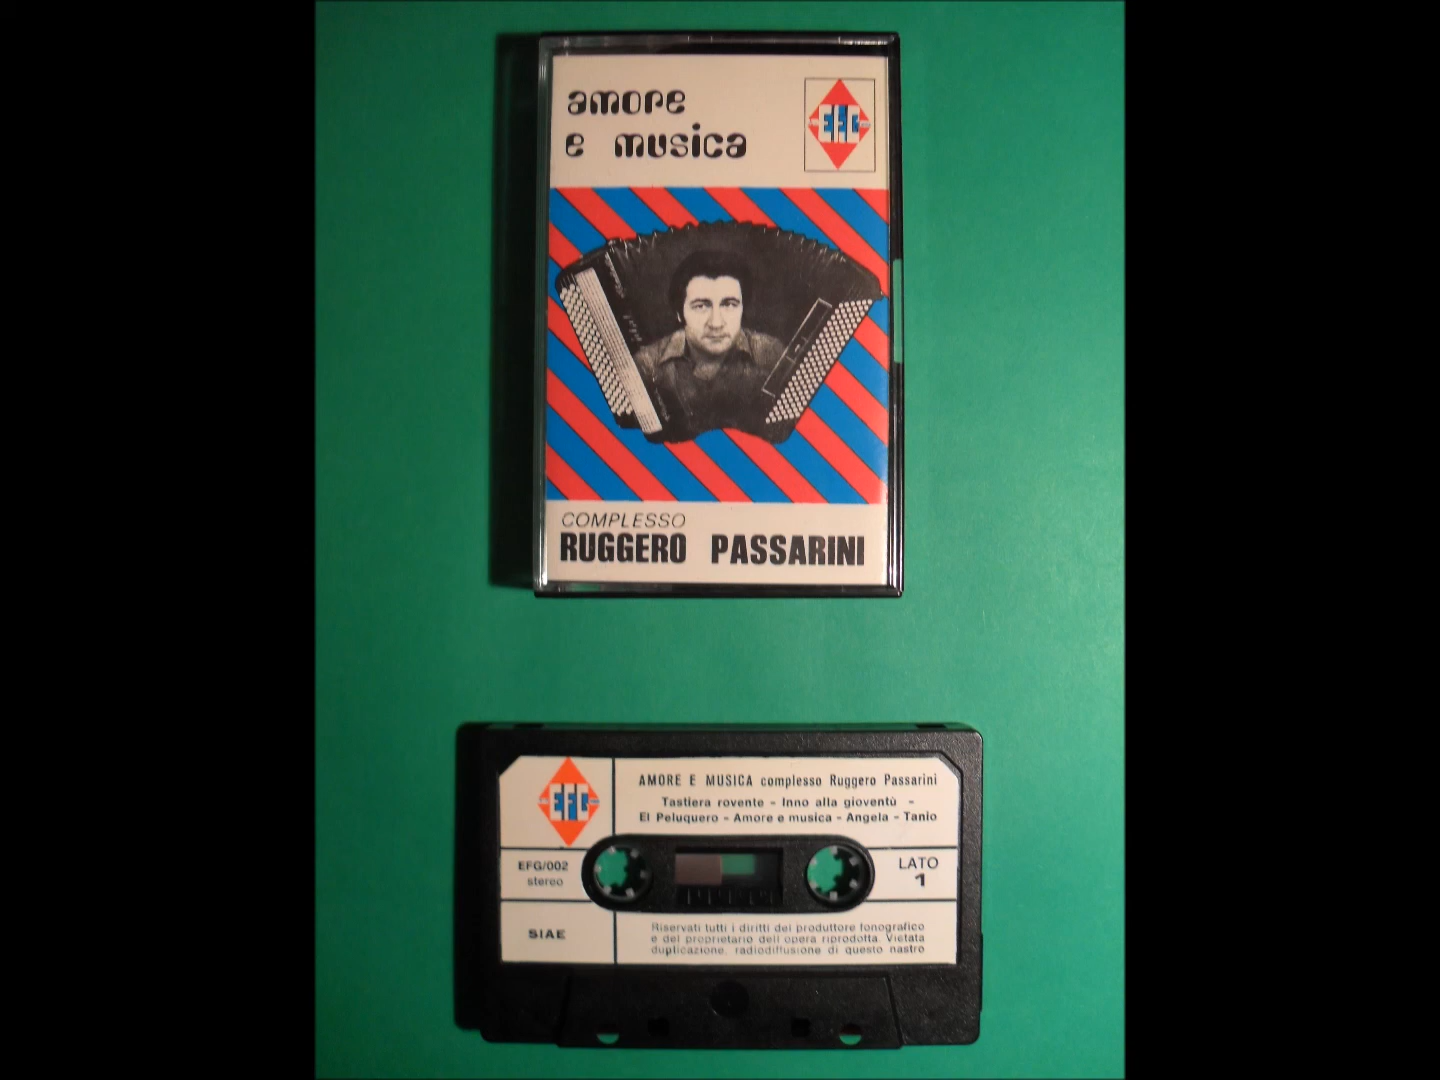 amore
e musica
EFG
COMPLESSO
RUGGERO PASSARINI
EFG
AMORE E MUSICA complesso Ruggero Passarini
Tastiera rovente - Inno alla gioventù -
El Peluquero - Amore e musica - Angela - Tanio
EFG/002
stereo
LATO
1
SIAE
Riservati tutti i diritti del produttore fonografico
e del proprietario dell opera riprodotta. Vietata
duplicazione, radiodiffusione di questo nastro